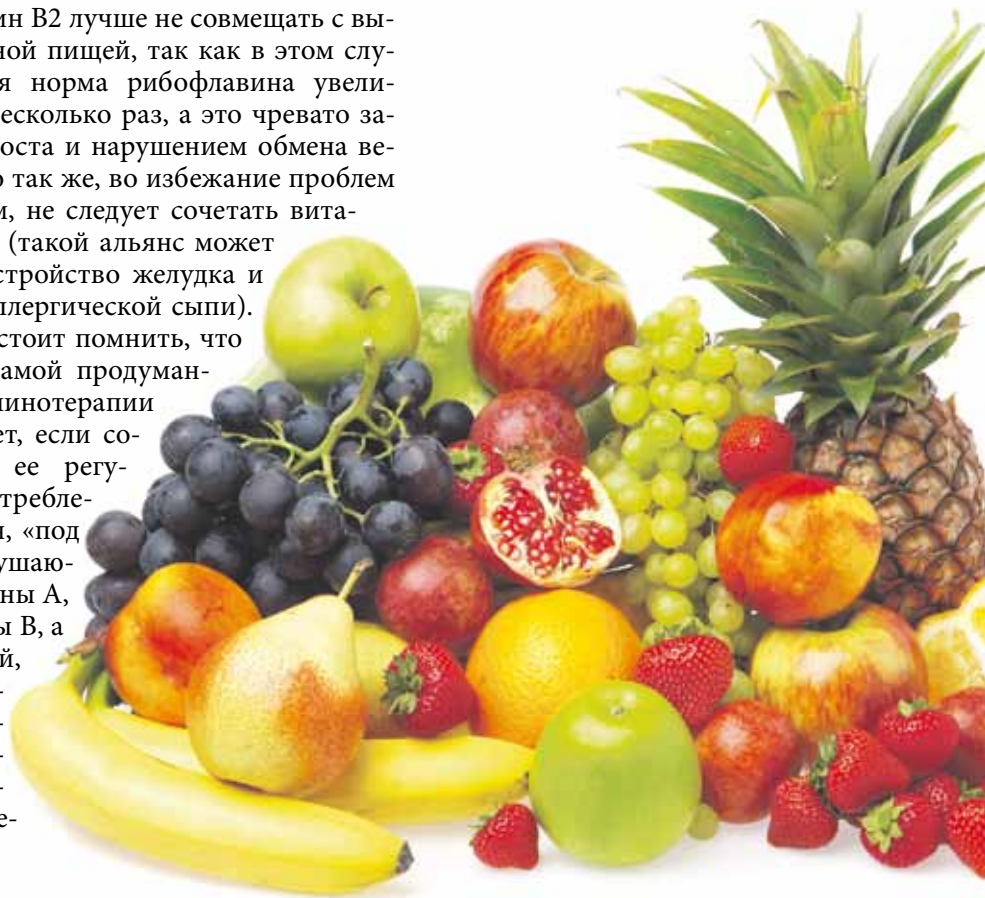 ин В2 лучше не совмещать с вы-
ной пищей, так как в этом слу-
я норма рибофлавина увели-
есколько раз, а это чревато за-
оста и нарушением обмена ве-
о так же, во избежание проблем
м, не следует сочетать вита-
(такой альянс может
стройство желудка и
ллергической сыпи).
стоит помнить, что
амой продуман-
минотерапии
ет, если со-
ее регу-
требле-
и, «под
ушаю-
ны А,
ы В, а
й,
-
-
-
-
е-